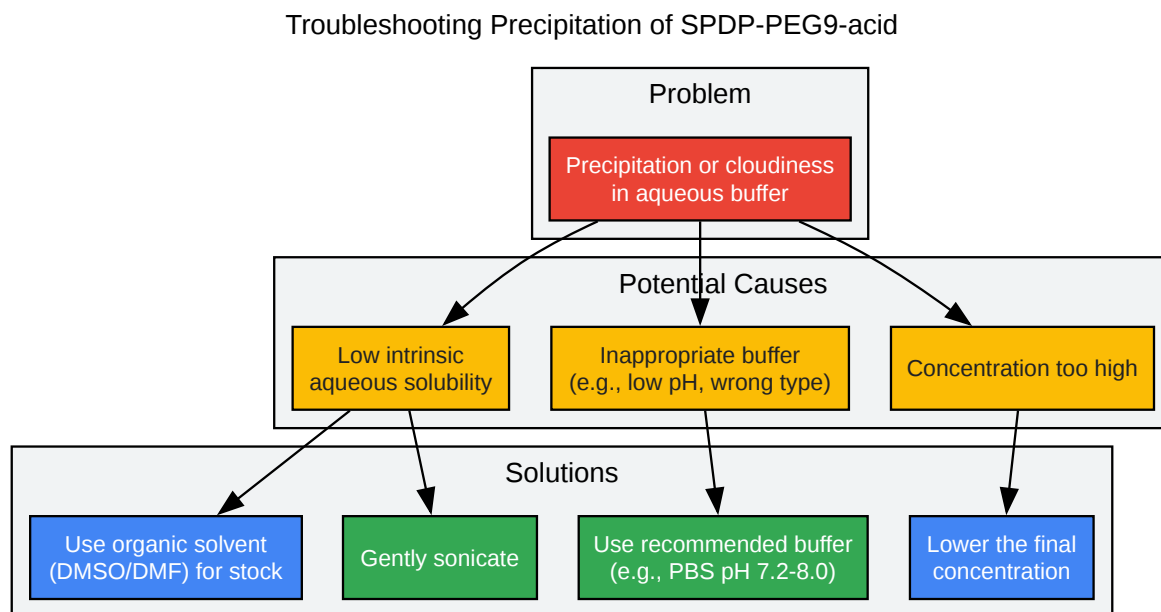 Troubleshooting Precipitation of SPDP-PEG9-acid
Problem
Precipitation or cloudiness
in aqueous buffer
Potential Causes
Low intrinsic
aqueous solubility
Inappropriate buffer
(e.g., low pH, wrong type)
Concentration too high
Solutions
Use organic solvent
(DMSO/DMF) for stock
Gently sonicate
Use recommended buffer
(e.g., PBS pH 7.2-8.0)
Lower the final
concentration